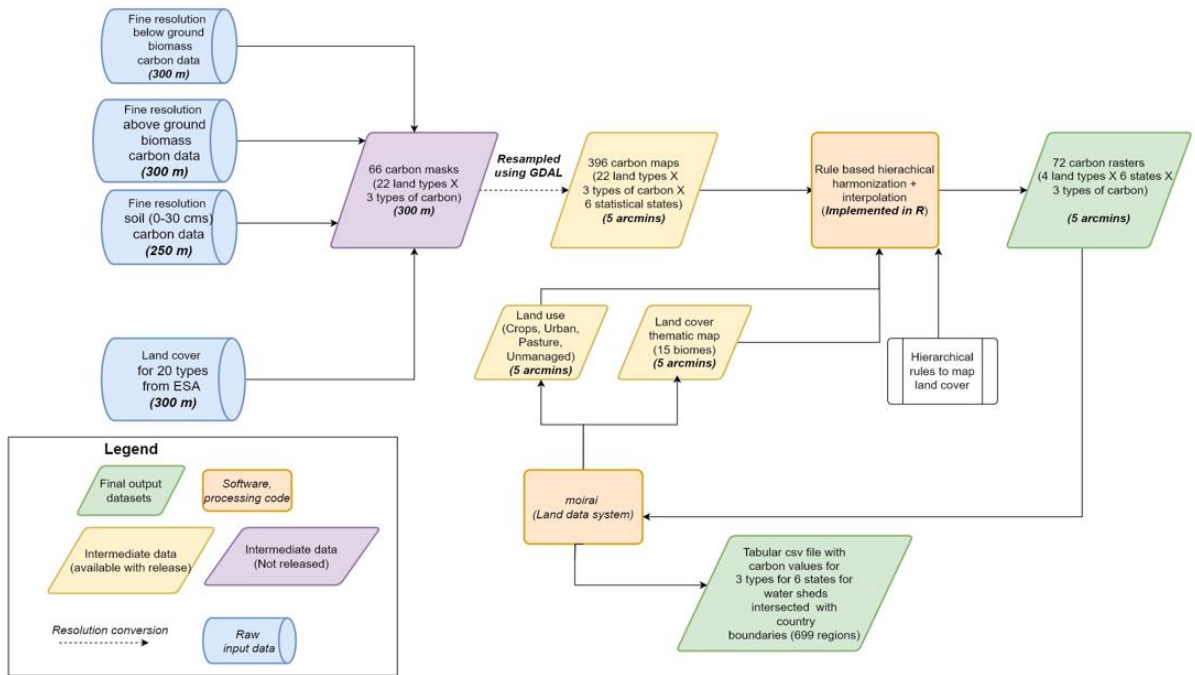 Fine resolution
below ground
biomass
carbon data
(300 m)
Fine resolution
above ground
biomass
carbon data
(300 m)
Fine resolution
soil (0-30 cms)
carbon data
(250 m)
Land cover
for 20 types
from ESA
(300 m)
66 carbon masks
(22 land types X
3 types of carbon)
(300 m)
Resampled
using GDAL
396 carbon maps
(22 land types X
3 types of carbon X
6 statistical states)
(5 arcmins)
Rule based hierachical
harmonization +
interpolation
(Implemented in R)
72 carbon rasters
(4 land types X 6 states X
3 types of carbon)
(5 arcmins)
Land use
(Crops, Urban,
Pasture,
Unmanaged)
(5 arcmins)
Land cover
thematic map
(15 biomes)
(5 arcmins)
Hierarchical
rules to map
land cover
moirai
(Land data system)
Tabular csv file with
carbon values for
3 types for 6 states for
water sheds
intersected with
country
boundaries (699 regions)
Legend
Final output
datasets
Software,
processing code
Intermediate data
(available with release)
Intermediate data
(Not released)
Resolution conversion
Raw
input data